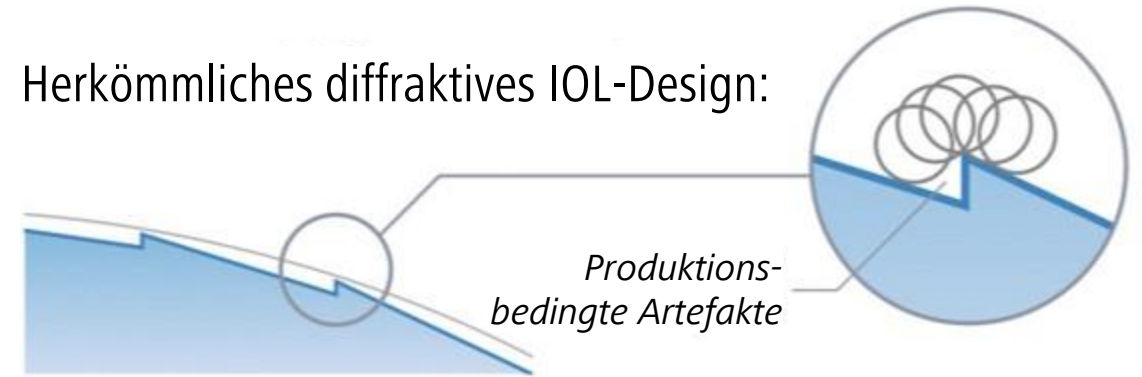 Herkömmliches diffraktives IOL-Design:
Produktions-
bedingte Artefakte